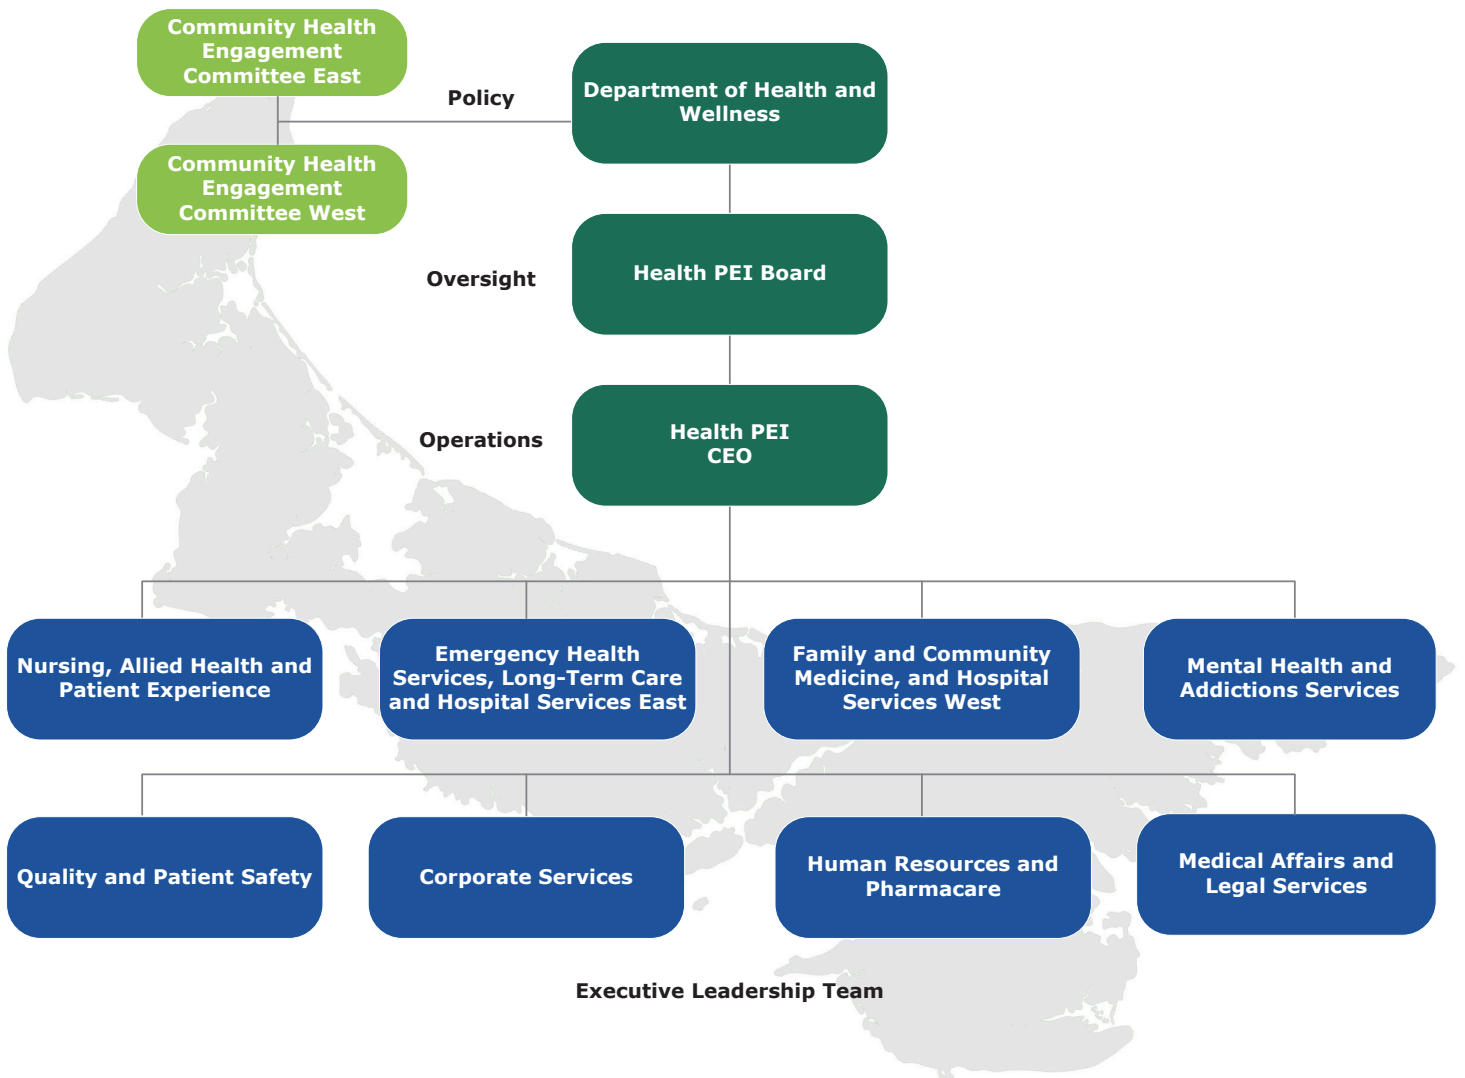 Community Health
Engagement
Committee East
Policy
Department of Health and
Wellness
Community Health
Engagement
Committee West
Oversight
Health PEI Board
Operations
Health PEI
CEO
Nursing, Allied Health and
Patient Experience
Emergency Health
Services, Long-Term Care
and Hospital Services East
Family and Community
Medicine, and Hospital
Services West
Mental Health and
Addictions Services
Quality and Patient Safety
Corporate Services
Human Resources and
Pharmacare
Medical Affairs and
Legal Services
Executive Leadership Team